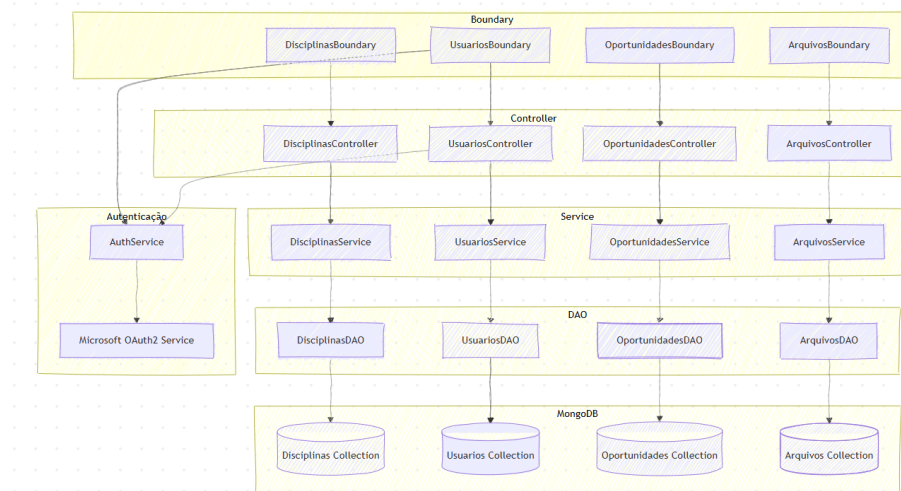 Boundary
DisciplinasBoundary
UsuariosBoundary
OportunidadesBoundary
ArquivosBoundary
Controller
DisciplinasController
UsuariosController
OportunidadesController
ArquivosController
Autenticação
Service
AuthService
DisciplinasService
UsuariosService
OportunidadesService
ArquivosService
DAO
Microsoft OAuth2 Service
DisciplinasDAO
UsuariosDAO
OportunidadesDAO
ArquivosDAO
MongoDB
Disciplinas Collection
Usuarios Collection
Oportunidades Collection
Arquivos Collection